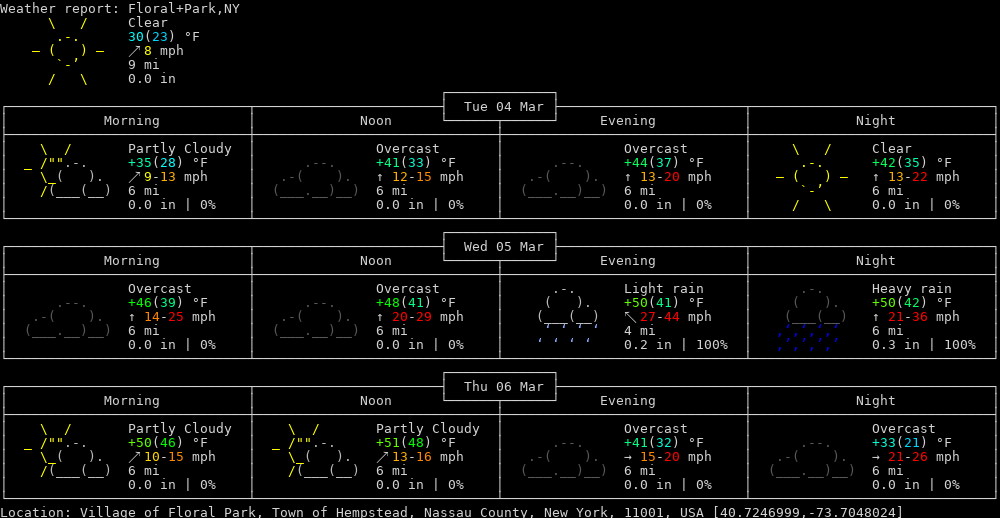 Weather report: Floral+Park,NY
Clear
30(23) °F
↗ 8 mph
9 mi
0.0 in
Tue 04 Mar
Morning Noon Evening Night
Partly Cloudy Overcast Overcast Clear
+35(28) °F +41(33) °F +44(37) °F +42(35) °F
↗ 9-13 mph ↑ 12-15 mph ↑ 13-20 mph ↑ 13-22 mph
6 mi 6 mi 6 mi 6 mi
0.0 in | 0% 0.0 in | 0% 0.0 in | 0% 0.0 in | 0%
Wed 05 Mar
Morning Noon Evening Night
Overcast Overcast Light rain Heavy rain
+46(39) °F +48(41) °F +50(41) °F +50(42) °F
↑ 14-25 mph ↑ 20-29 mph ↖ 27-44 mph ↑ 21-36 mph
6 mi 6 mi 4 mi 6 mi
0.0 in | 0% 0.0 in | 0% 0.2 in | 100% 0.3 in | 100%
Thu 06 Mar
Morning Noon Evening Night
Partly Cloudy Partly Cloudy Overcast Overcast
+50(46) °F +51(48) °F +41(32) °F +33(21) °F
↗ 10-15 mph ↗ 13-16 mph → 15-20 mph → 21-26 mph
6 mi 6 mi 6 mi 6 mi
0.0 in | 0% 0.0 in | 0% 0.0 in | 0% 0.0 in | 0%
Location: Village of Floral Park, Town of Hempstead, Nassau County, New York, 11001, USA [40.7246999,-73.7048024]